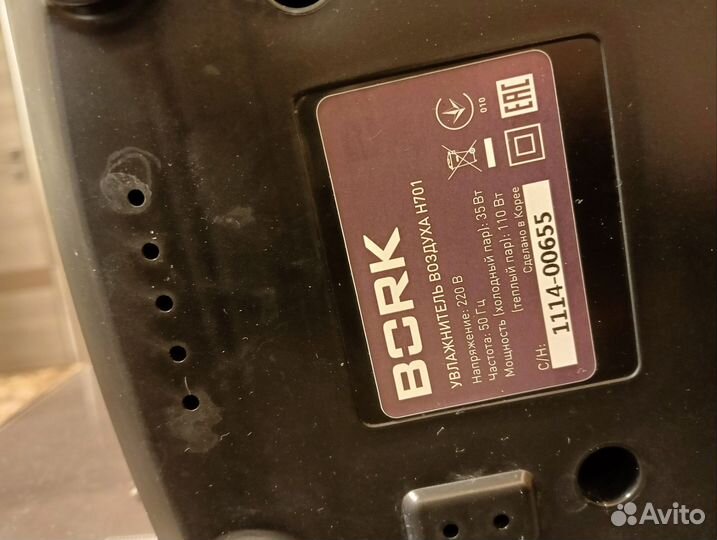 BORK
УВЛАЖНИТЕЛЬ ВОЗДУХА H701
Напряжение: 220 В
Частота: 50 Гц
Мощность (холодный пар): 35Вт
(теплый пар): 110 Вт
Сделано в Корее
С/Н: 1114-00655
010
EAC
Avito